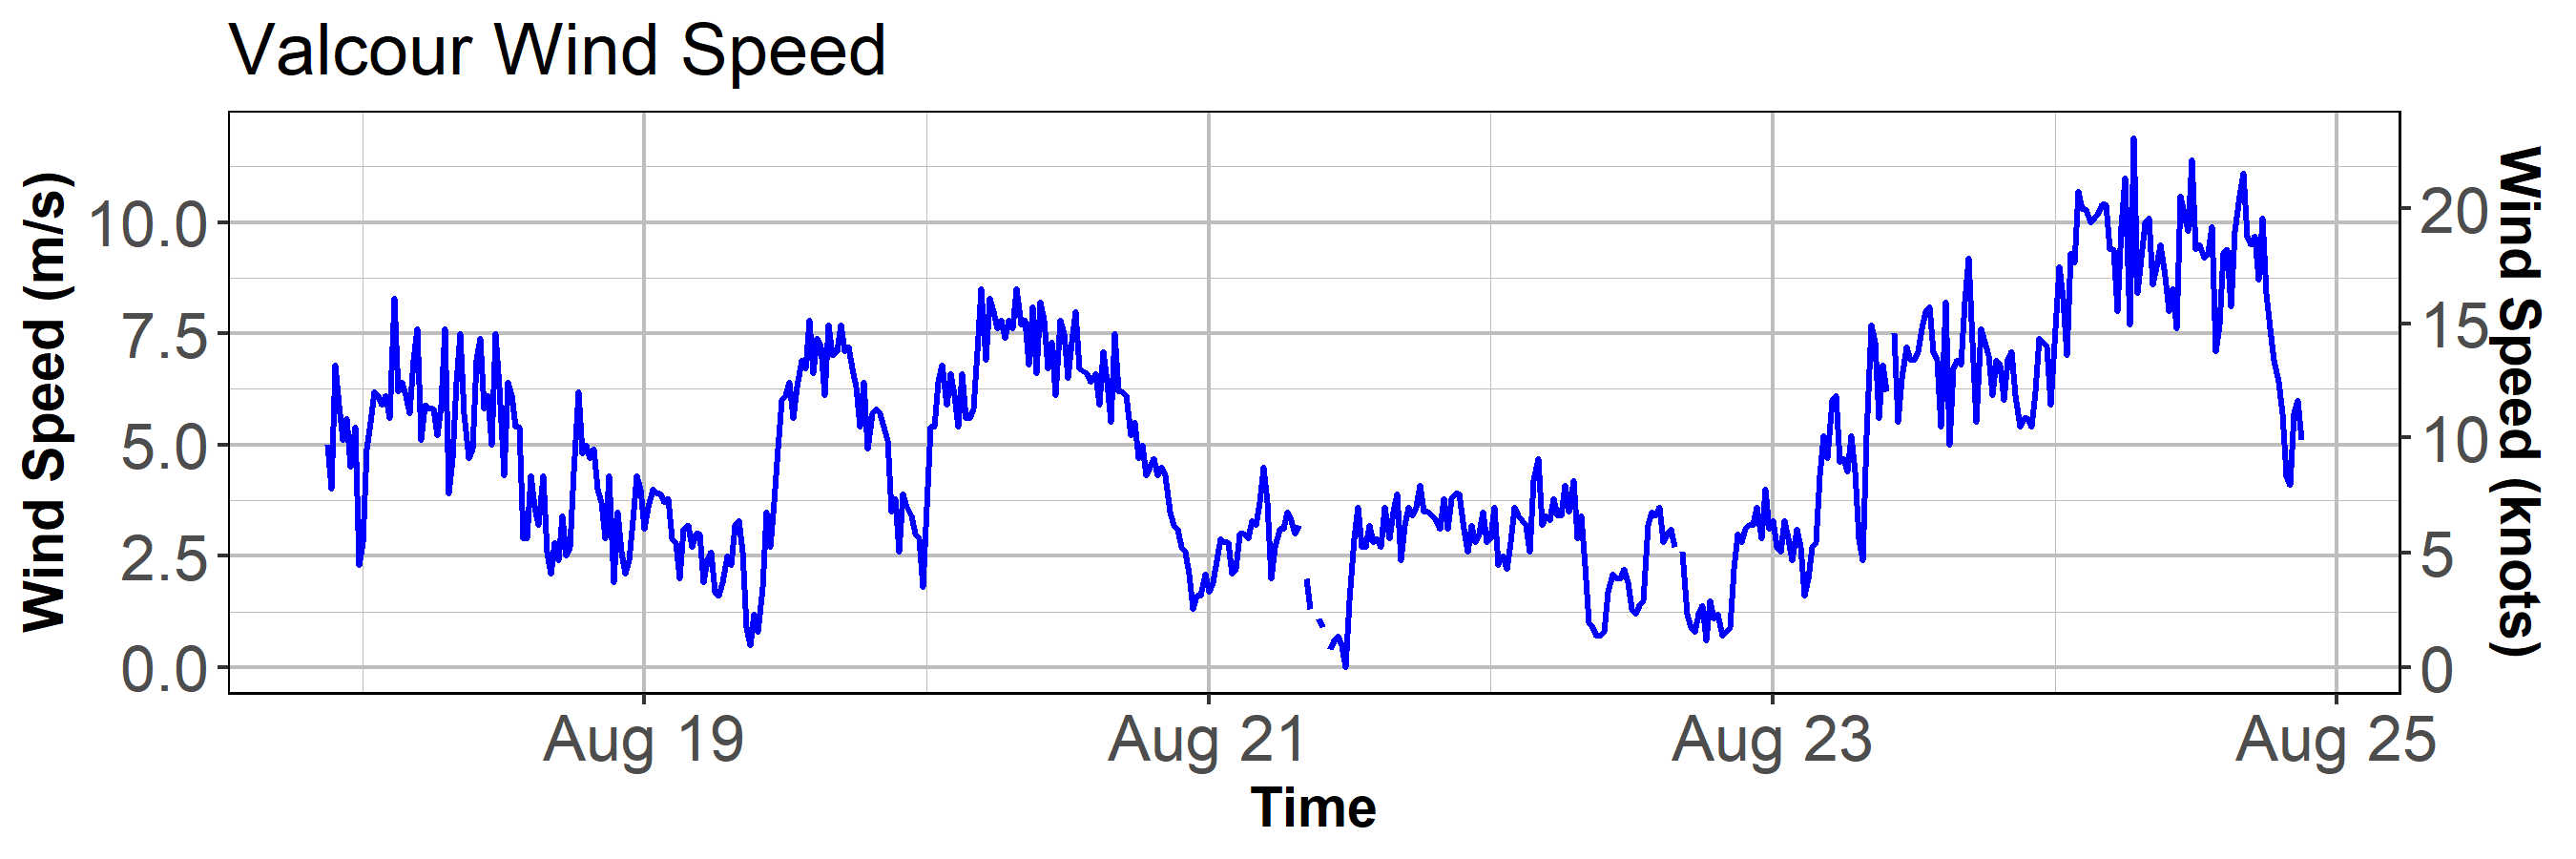 Valcour Wind Speed
Wind Speed (m/s)
10.0
7.5
5.0
2.5
0.0
20
15
10
5
0
Wind Speed (knots)
Aug 19
Aug 21
Aug 23
Aug 25
Time